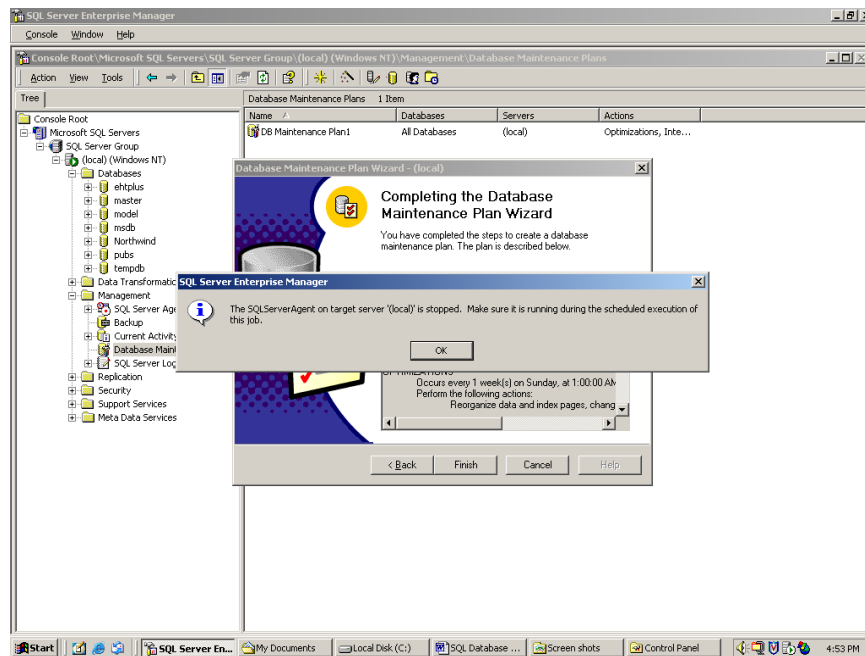 SQL Server Enterprise Manager
Console Window Help
Console Root\Microsoft SQL Servers\SQL Server Group\(local) (Windows NT)\Management\Database Maintenance Plans
Action View Tools
Tree
Database Maintenance Plans 1 Item
Console Root
Microsoft SQL Servers
SQL Server Group
(local) (Windows NT)
Databases
ehtplus
master
model
msdb
Northwind
pubs
tempdb
Data Transformatic
Management
SQL Server Age
Backup
Current Activity
Database Main
SQL Server Log
Replication
Security
Support Services
Meta Data Services
Name Databases Servers Actions
DB Maintenance Plan1 All Databases (local) Optimizations, Inte...
Database Maintenance Plan Wizard - (local)
Completing the Database
Maintenance Plan Wizard
You have completed the steps to create a database
maintenance plan. The plan is described below.
SQL Server Enterprise Manager
The SQLServerAgent on target server '(local)' is stopped. Make sure it is running during the scheduled execution of
this job.
OK
OPTIMIZATIONS
Occurs every 1 week(s) on Sunday, at 1:00:00 AM
Perform the following actions:
Reorganize data and index pages, chang
< Back Finish Cancel Help
Start SQL Server En... My Documents Local Disk (C:) SQL Database ... Screen shots Control Panel 4:53 PM